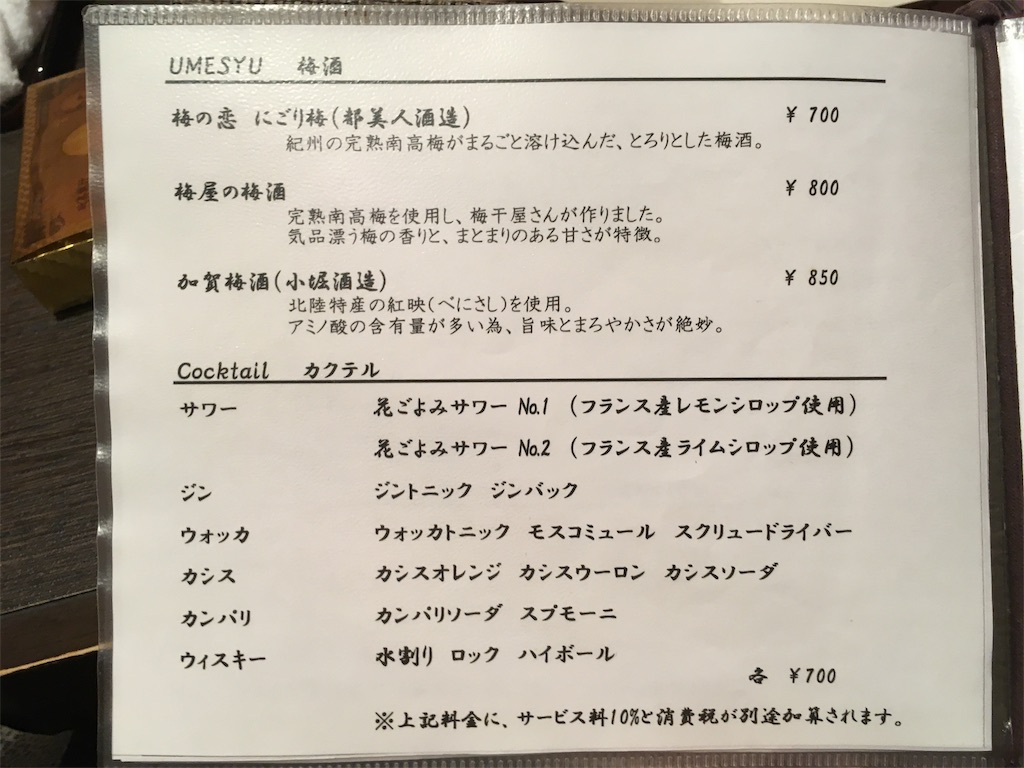 UMESYU 梅酒
梅の恋 にごり梅(都美人酒造) ¥ 700
紀州の完熟南高梅がまるごと溶け込んだ、とろりとした梅酒。
梅屋の梅酒 ¥ 800
完熟南高梅を使用し、梅干屋さんが作りました。
気品漂う梅の香りと、まとまりのある甘さが特徴。
加賀梅酒(小堀酒造) ¥ 850
北陸特産の紅映(べにさし)を使用。
アミノ酸の含有量が多い為、旨味とまろやかさが絶妙。
Cocktail カクテル
サワー 花ごよみサワー No.1 (フランス産レモンシロップ使用)
花ごよみサワー No.2 (フランス産ライムシロップ使用)
ジン ジントニック ジンバック
ウォッカ ウォッカトニック モスコミュール スクリュードライバー
カシス カシスオレンジ カシスウーロン カシスソーダ
カンパリ カンパリソーダ スプモーニ
ウィスキー 水割り ロック ハイボール
各 ¥700
※上記料金に、サービス料10%と消費税が別途加算されます。